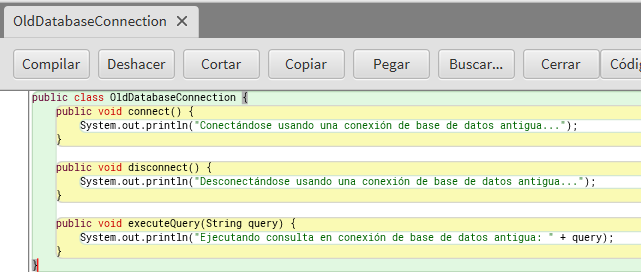 OldDatabaseConnection ✕
Compilar Deshacer Cortar Copiar Pegar Buscar... Cerrar
public class OldDatabaseConnection {
    public void connect() {
        System.out.println("Conectándose usando una conexión de base de datos antigua...");
    }
    public void disconnect() {
        System.out.println("Desconectándose usando una conexión de base de datos antigua...");
    }
    public void executeQuery(String query) {
        System.out.println("Ejecutando consulta en conexión de base de datos antigua: " + query);
    }
}